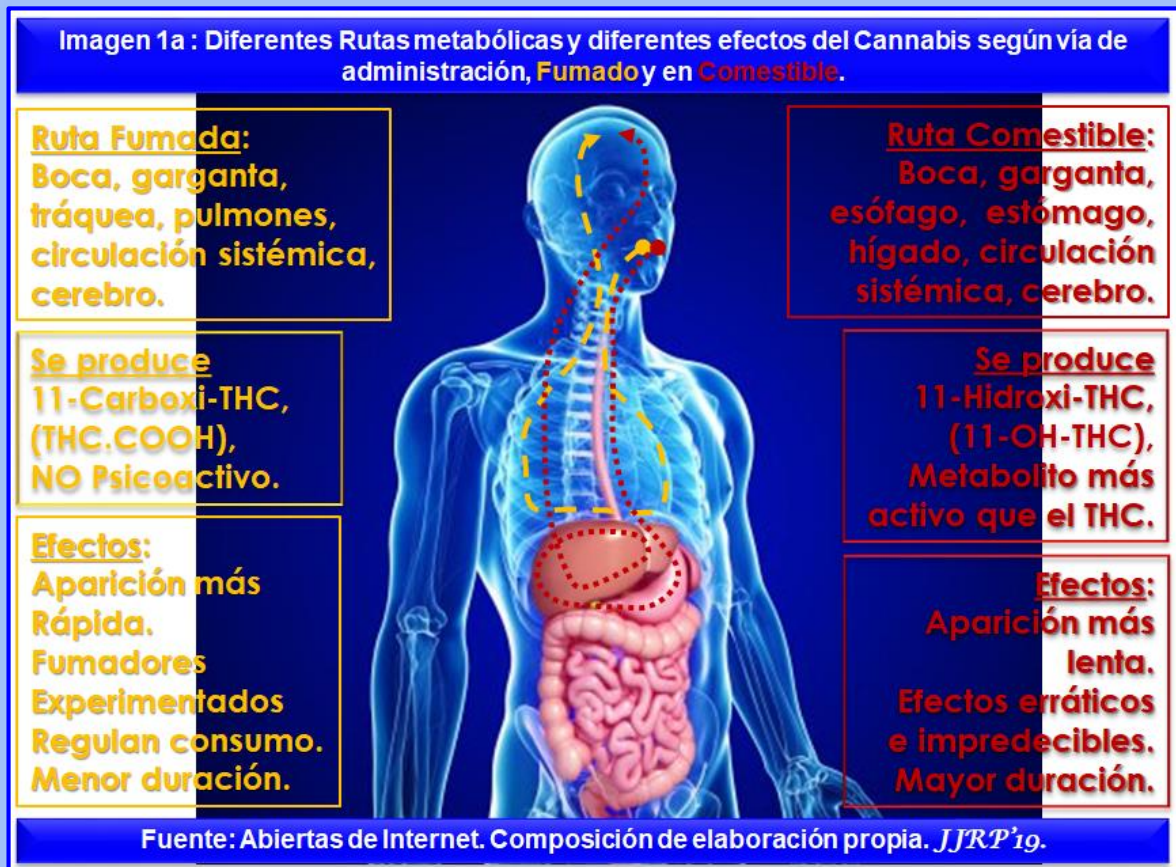 Imagen 1a : Diferentes Rutas metabólicas y diferentes efectos del Cannabis según vía de
administración, Fumado y en Comestible.
Ruta Fumada:
Boca, garganta,
tráquea, pulmones,
circulación sistémica,
cerebro.
Se produce
11-Carboxi-THC,
(THC.COOH),
NO Psicoactivo.
Efectos:
Aparición más
Rápida.
Fumadores
Experimentados
Regulan consumo.
Menor duración.
Ruta Comestible:
Boca, garganta,
esófago, estómago,
hígado, circulación
sistémica, cerebro.
Se produce
11-Hidroxi-THC,
(11-OH-THC),
Metabolito más
activo que el THC.
Efectos:
Aparición más
lenta.
Efectos erráticos
e impredecibles.
Mayor duración.
Fuente: Abiertas de Internet. Composición de elaboración propia. JJRP'19.